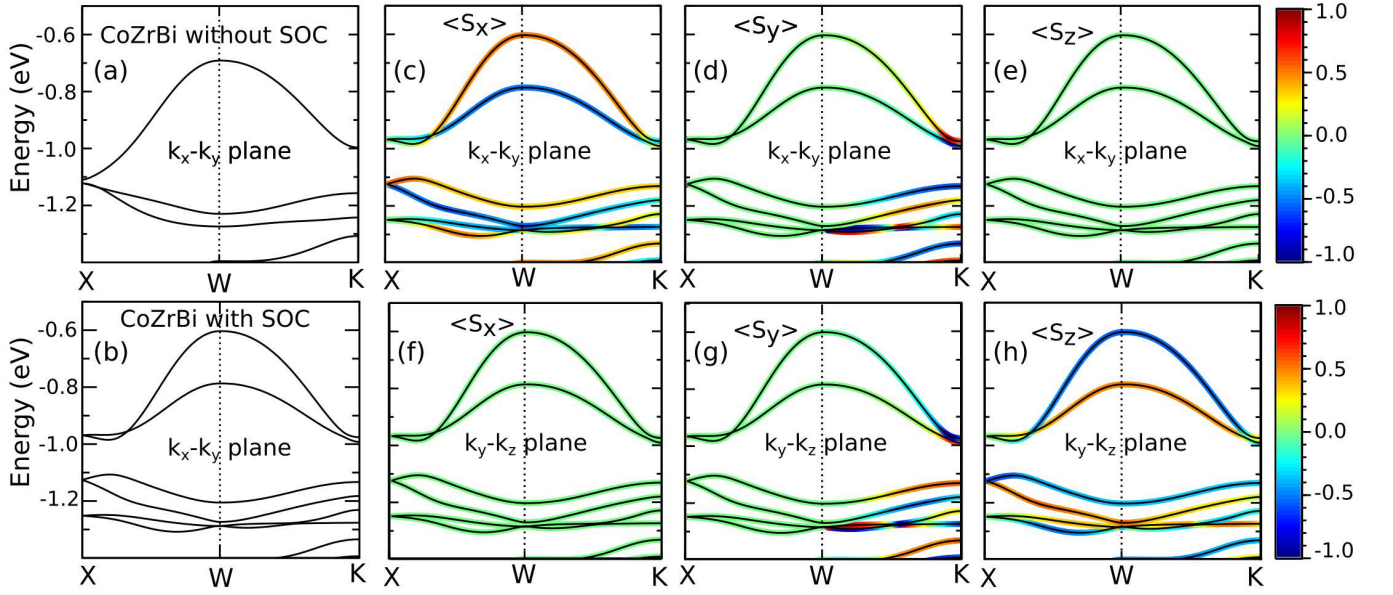 CoZrBi without SOC
(a)
-0.6
-0.8
-1.0
-1.2
Energy (eV)
k_x-k_y plane
X W K
(c)
<S_x>
k_x-k_y plane
X W K
(d)
<S_y>
k_x-k_y plane
X W K
(e)
<S_z>
k_x-k_y plane
X W K
1.0
0.5
0.0
-0.5
-1.0
CoZrBi with SOC
(b)
-0.6
-0.8
-1.0
-1.2
Energy (eV)
k_x-k_y plane
X W K
(f)
<S_x>
k_y-k_z plane
X W K
(g)
<S_y>
k_y-k_z plane
X W K
(h)
<S_z>
k_y-k_z plane
X W K
1.0
0.5
0.0
-0.5
-1.0